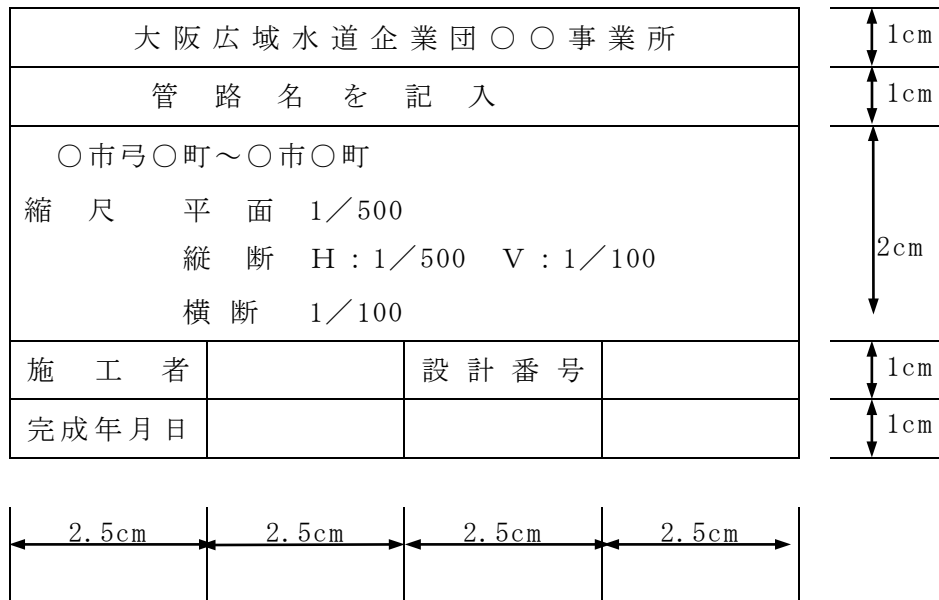 大阪広域水道企業団○○事業所
管路名を記入
○市弓○町～○市○町
縮尺 平面 1／500
縦断 H:1／500 V:1／100
横断 1／100
施工者 設計番号
完成年月日
1cm
1cm
2cm
1cm
1cm
2.5cm 2.5cm 2.5cm 2.5cm